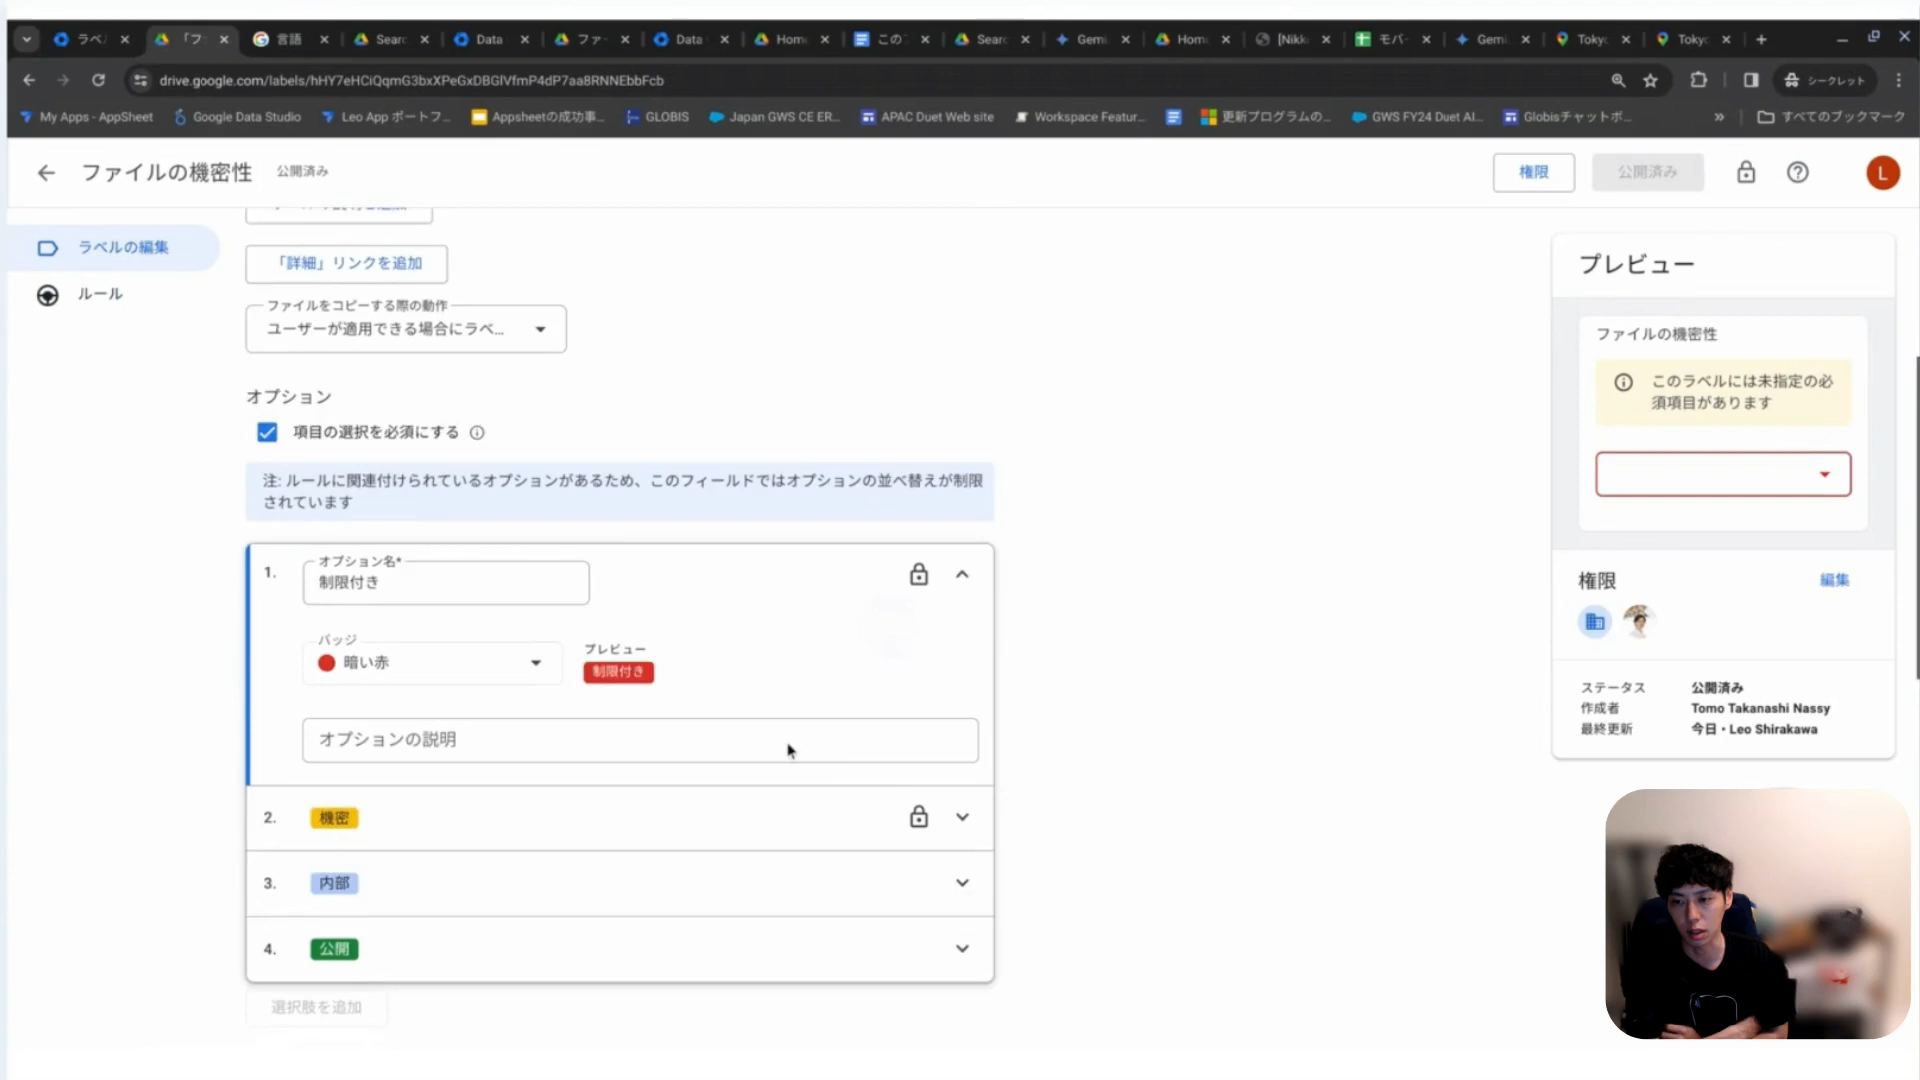 ラベ
「フ
言語
Searc
Data
ファ-
Data
Hom
この
Searc
Gemi
Hom
[Nikk
モバ-
Gemi
Toky
Toky
drive.google.com/labels/hHY7eHCiQqmG3bxXPeGxDBGlVfmP4dP7aa8RNNEbbFcb
シークレット
My Apps - AppSheet
Google Data Studio
Leo App ポートフ...
Appsheetの成功事...
GLOBIS
Japan GWS CE ER...
APAC Duet Web site
Workspace Featur...
更新プログラムの...
GWS FY24 Duet AI...
Globisチャットボ...
»
すべてのブックマーク
ファイルの機密性
公開済み
権限
公開済み
L
ラベルの編集
ルール
「詳細」リンクを追加
ファイルをコピーする際の動作
ユーザーが適用できる場合にラベ...
オプション
項目の選択を必須にする
注: ルールに関連付けられているオプションがあるため、このフィールドではオプションの並べ替えが制限
されています
1.
オプション名*
制限付き
バッジ
暗い赤
プレビュー
制限付き
オプションの説明
2.
機密
3.
内部
4.
公開
選択肢を追加
プレビュー
ファイルの機密性
このラベルには未指定の必
須項目があります
権限
編集
ステータス 公開済み
作成者 Tomo Takanashi Nassy
最終更新 今日・Leo Shirakawa